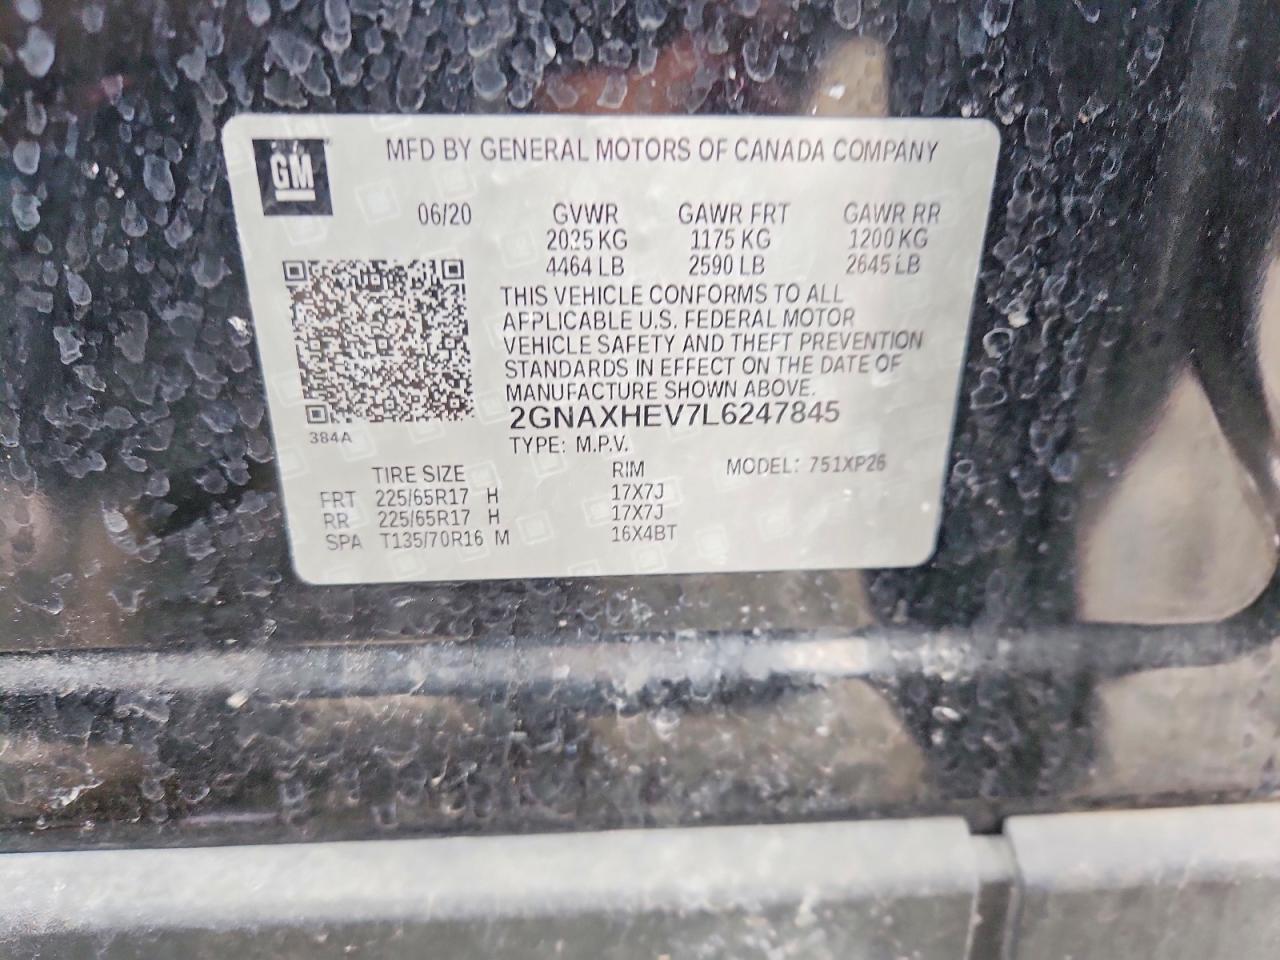 GM
MFD BY GENERAL MOTORS OF CANADA COMPANY
06/20 GVWR GAWR FRT GAWR RR
2025 KG 1175 KG 1200 KG
4464 LB 2590 LB 2645 LB
THIS VEHICLE CONFORMS TO ALL
APPLICABLE U.S. FEDERAL MOTOR
VEHICLE SAFETY AND THEFT PREVENTION
STANDARDS IN EFFECT ON THE DATE OF
MANUFACTURE SHOWN ABOVE.
2GNAXHEV7L6247845
384A
TYPE: M.P.V.
TIRE SIZE RIM MODEL: 751XP26
FRT 225/65R17 H 17X7J
RR 225/65R17 H 17X7J
SPA T135/70R16 M 16X4BT